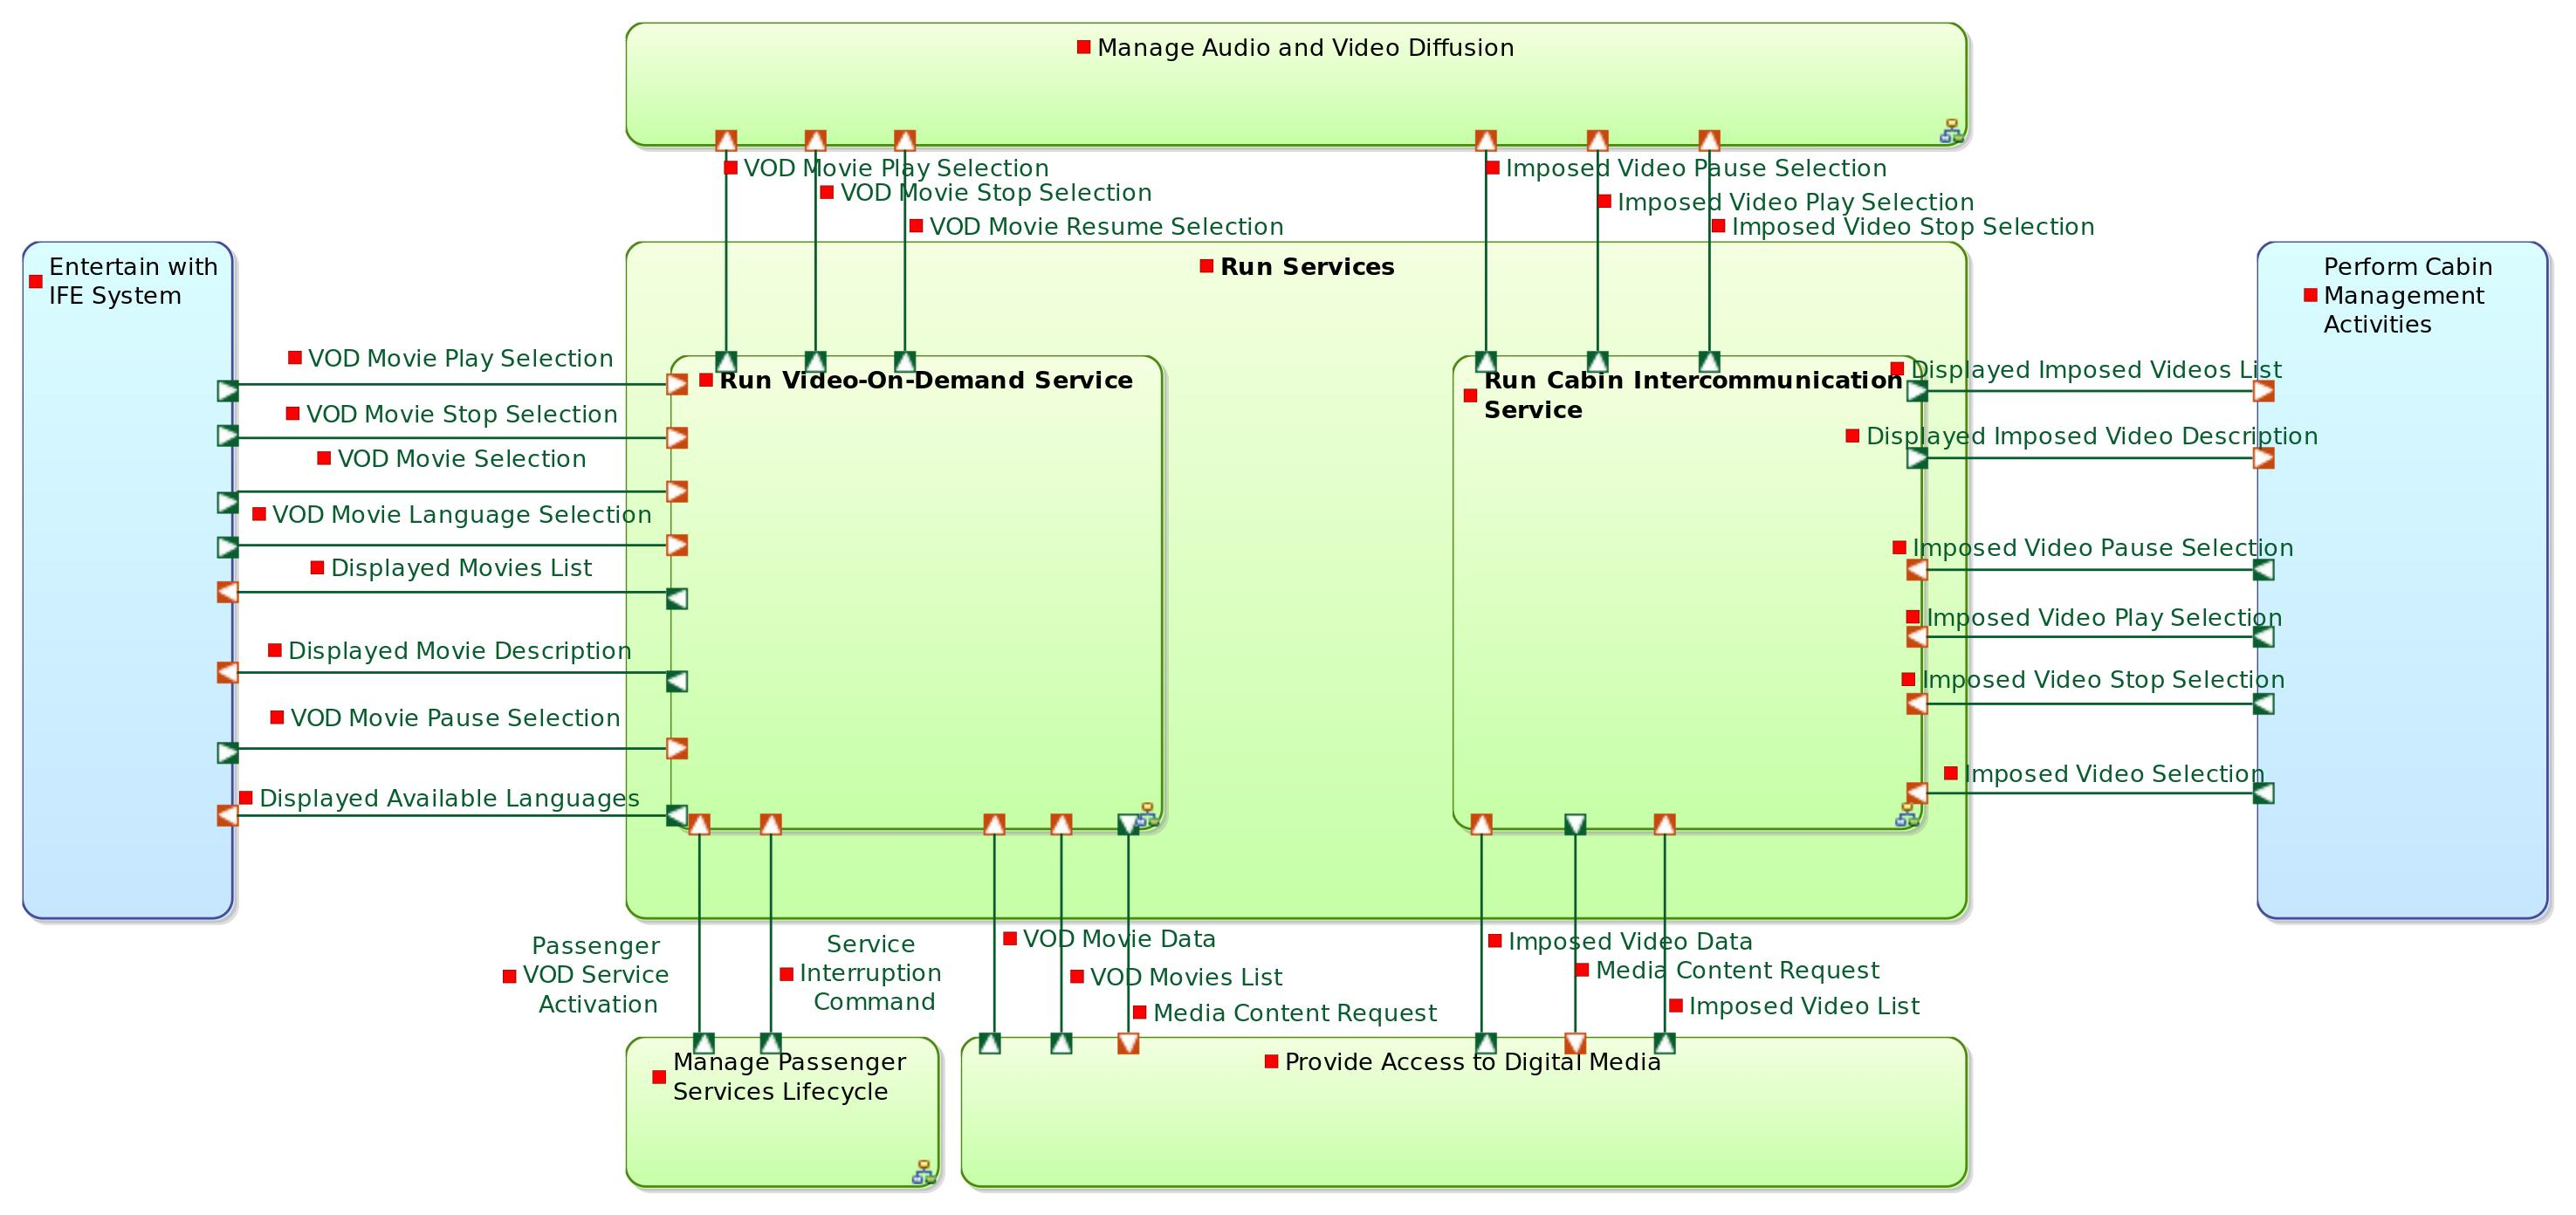 Manage Audio and Video Diffusion
VOD Movie Play Selection
VOD Movie Stop Selection
VOD Movie Resume Selection
Imposed Video Pause Selection
Imposed Video Play Selection
Imposed Video Stop Selection
Entertain with
IFE System
Run Services
Perform Cabin
Management
Activities
VOD Movie Play Selection
VOD Movie Stop Selection
VOD Movie Selection
VOD Movie Language Selection
Displayed Movies List
Displayed Movie Description
VOD Movie Pause Selection
Displayed Available Languages
Run Video-On-Demand Service
Run Cabin Intercommunication
Service
Displayed Imposed Videos List
Displayed Imposed Video Description
Imposed Video Pause Selection
Imposed Video Play Selection
Imposed Video Stop Selection
Imposed Video Selection
Passenger
VOD Service
Activation
Service
Interruption
Command
VOD Movie Data
VOD Movies List
Media Content Request
Imposed Video Data
Media Content Request
Imposed Video List
Manage Passenger
Services Lifecycle
Provide Access to Digital Media